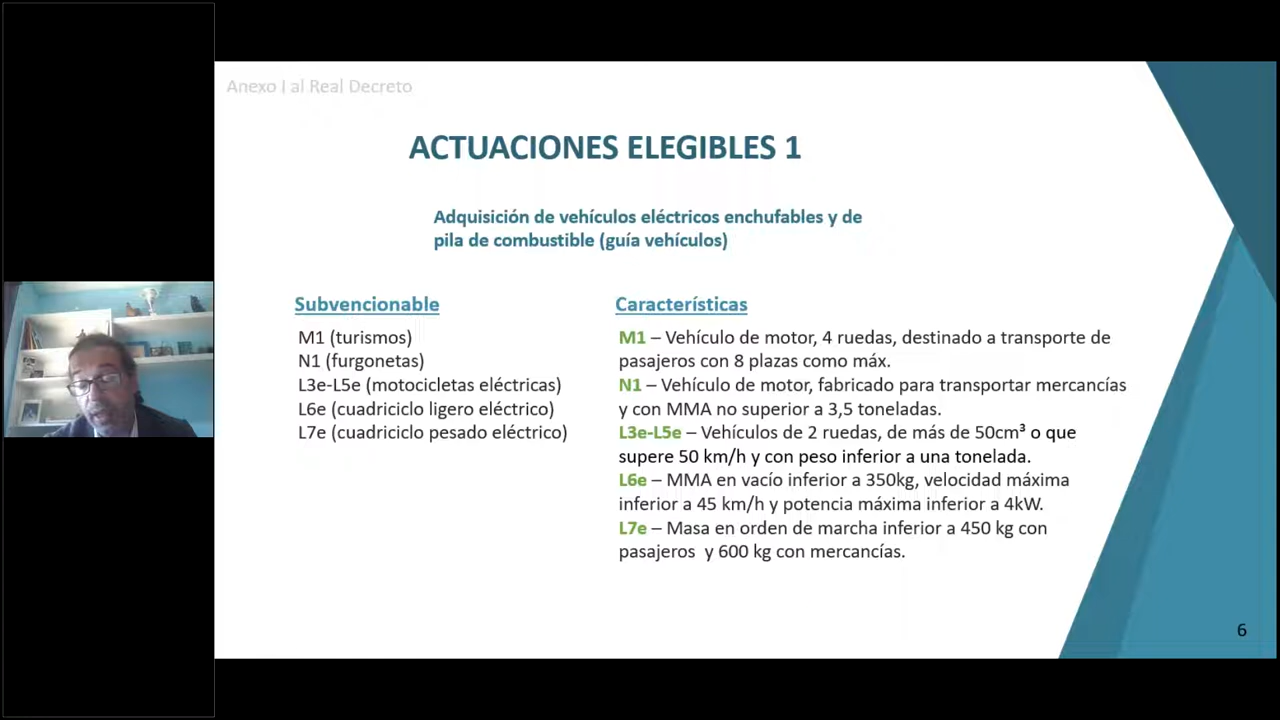 Anexo I al Real Decreto
ACTUACIONES ELEGIBLES 1
Adquisición de vehículos eléctricos enchufables y de
pila de combustible (guía vehículos)
Subvencionable
M1 (turismos)
N1 (furgonetas)
L3e-L5e (motocicletas eléctricas)
L6e (cuadriciclo ligero eléctrico)
L7e (cuadriciclo pesado eléctrico)
Características
M1 – Vehículo de motor, 4 ruedas, destinado a transporte de
pasajeros con 8 plazas como máx.
N1 – Vehículo de motor, fabricado para transportar mercancías
y con MMA no superior a 3,5 toneladas.
L3e-L5e – Vehículos de 2 ruedas, de más de 50cm³ o que
supere 50 km/h y con peso inferior a una tonelada.
L6e – MMA en vacío inferior a 350kg, velocidad máxima
inferior a 45 km/h y potencia máxima inferior a 4kW.
L7e – Masa en orden de marcha inferior a 450 kg con
pasajeros  y 600 kg con mercancías.
6